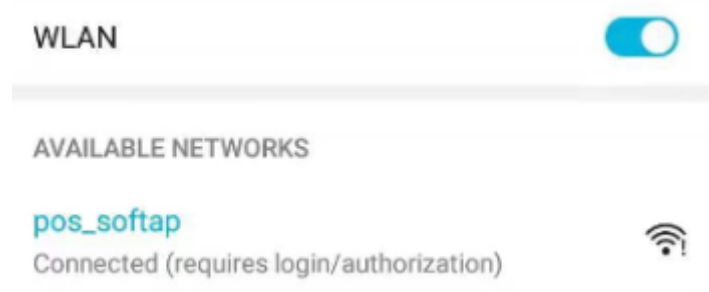 WLAN
AVAILABLE NETWORKS
pos_softap
Connected (requires login/authorization)